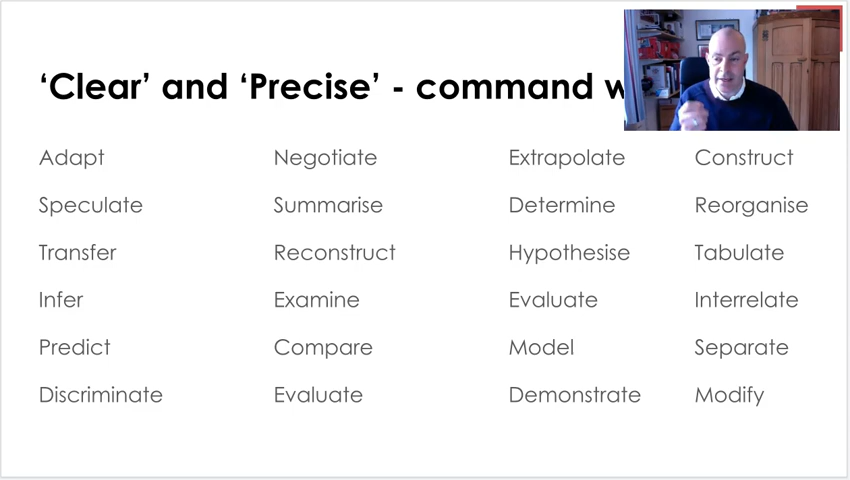 ‘Clear’ and ‘Precise’ - command
Adapt Negotiate Extrapolate Construct
Speculate Summarise Determine Reorganise
Transfer Reconstruct Hypothesise Tabulate
Infer Examine Evaluate Interrelate
Predict Compare Model Separate
Discriminate Evaluate Demonstrate Modify